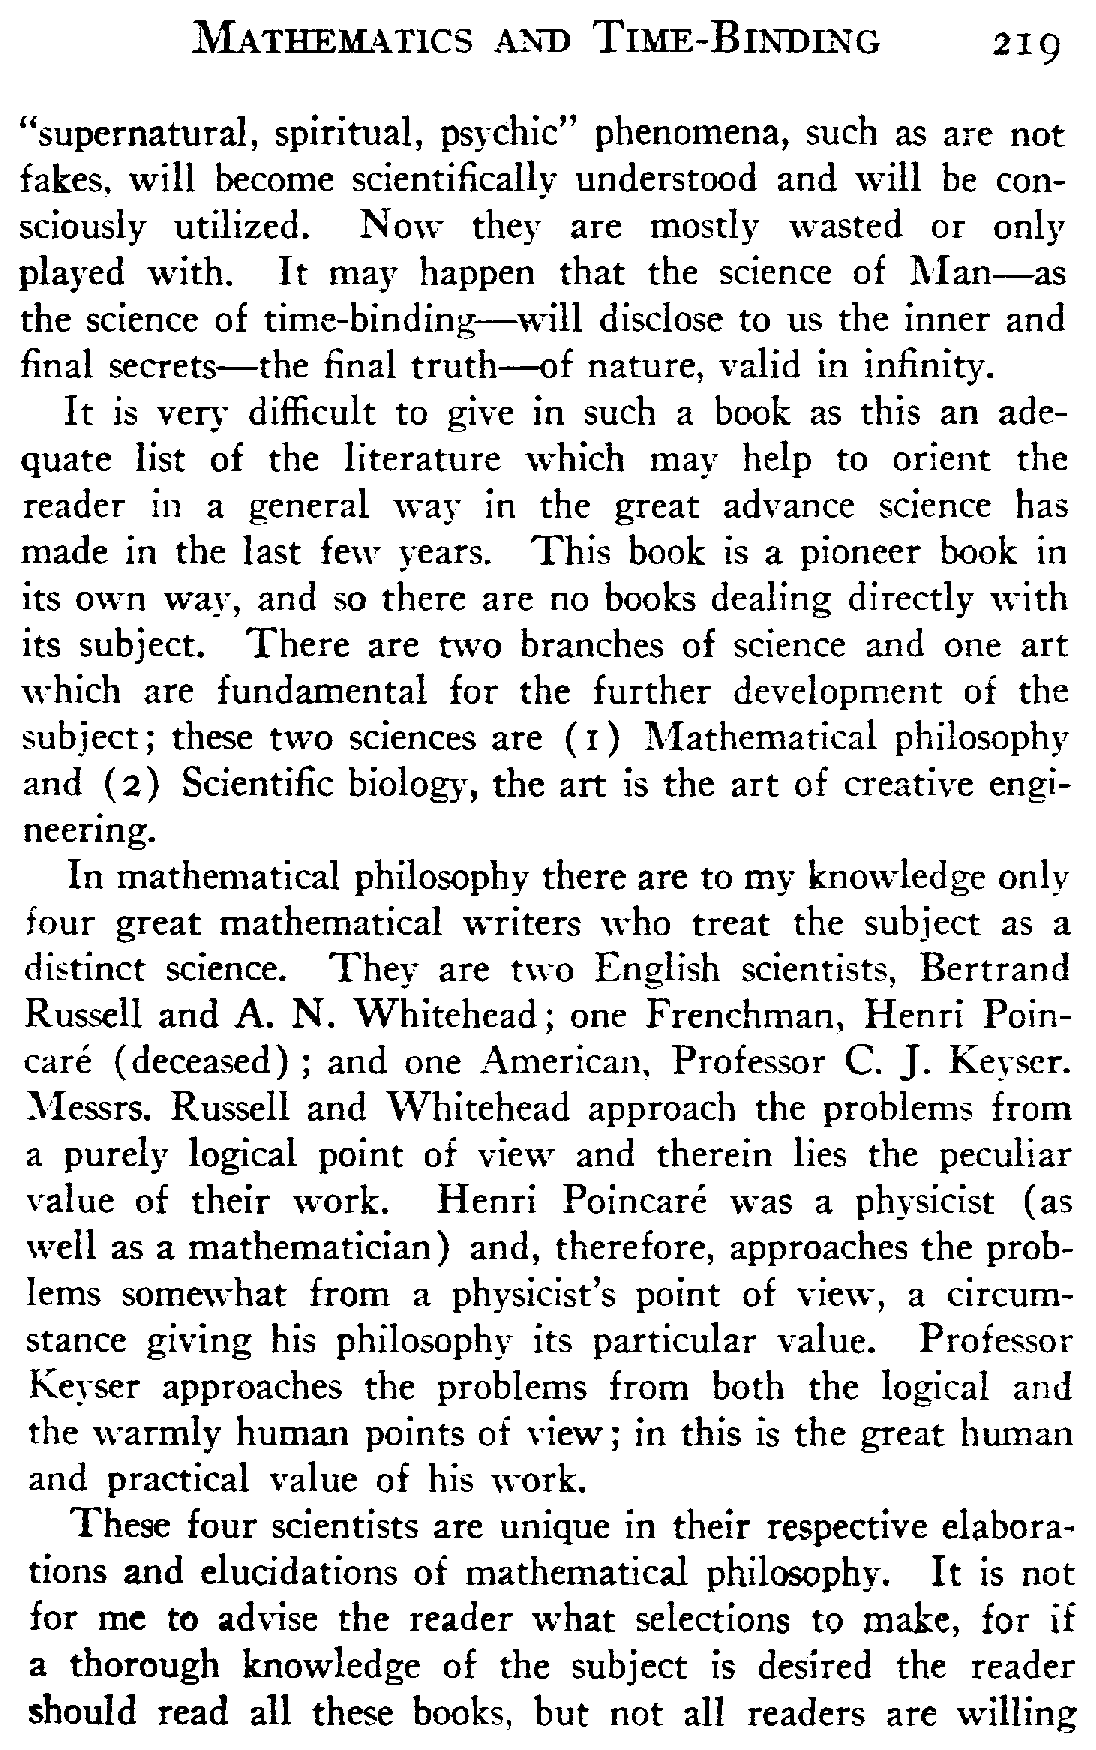 MATHEMATICS AND TIME-BINDING 219
"supernatural, spiritual, psychic" phenomena, such as are not
fakes, will become scientifically understood and will be con-
sciously utilized. Now they are mostly wasted or only
played with. It may happen that the science of Man—as
the science of time-binding—will disclose to us the inner and
final secrets—the final truth—of nature, valid in infinity.
It is very difficult to give in such a book as this an ade-
quate list of the literature which may help to orient the
reader in a general way in the great advance science has
made in the last few years. This book is a pioneer book in
its own way, and so there are no books dealing directly with
its subject. There are two branches of science and one art
which are fundamental for the further development of the
subject; these two sciences are (1) Mathematical philosophy
and (2) Scientific biology, the art is the art of creative engi-
neering.
In mathematical philosophy there are to my knowledge only
four great mathematical writers who treat the subject as a
distinct science. They are two English scientists, Bertrand
Russell and A. N. Whitehead; one Frenchman, Henri Poin-
caré (deceased); and one American, Professor C. J. Keyser.
Messrs. Russell and Whitehead approach the problems from
a purely logical point of view and therein lies the peculiar
value of their work. Henri Poincaré was a physicist (as
well as a mathematician) and, therefore, approaches the prob-
lems somewhat from a physicist's point of view, a circum-
stance giving his philosophy its particular value. Professor
Keyser approaches the problems from both the logical and
the warmly human points of view; in this is the great human
and practical value of his work.
These four scientists are unique in their respective elabora-
tions and elucidations of mathematical philosophy. It is not
for me to advise the reader what selections to make, for if
a thorough knowledge of the subject is desired the reader
should read all these books, but not all readers are willing